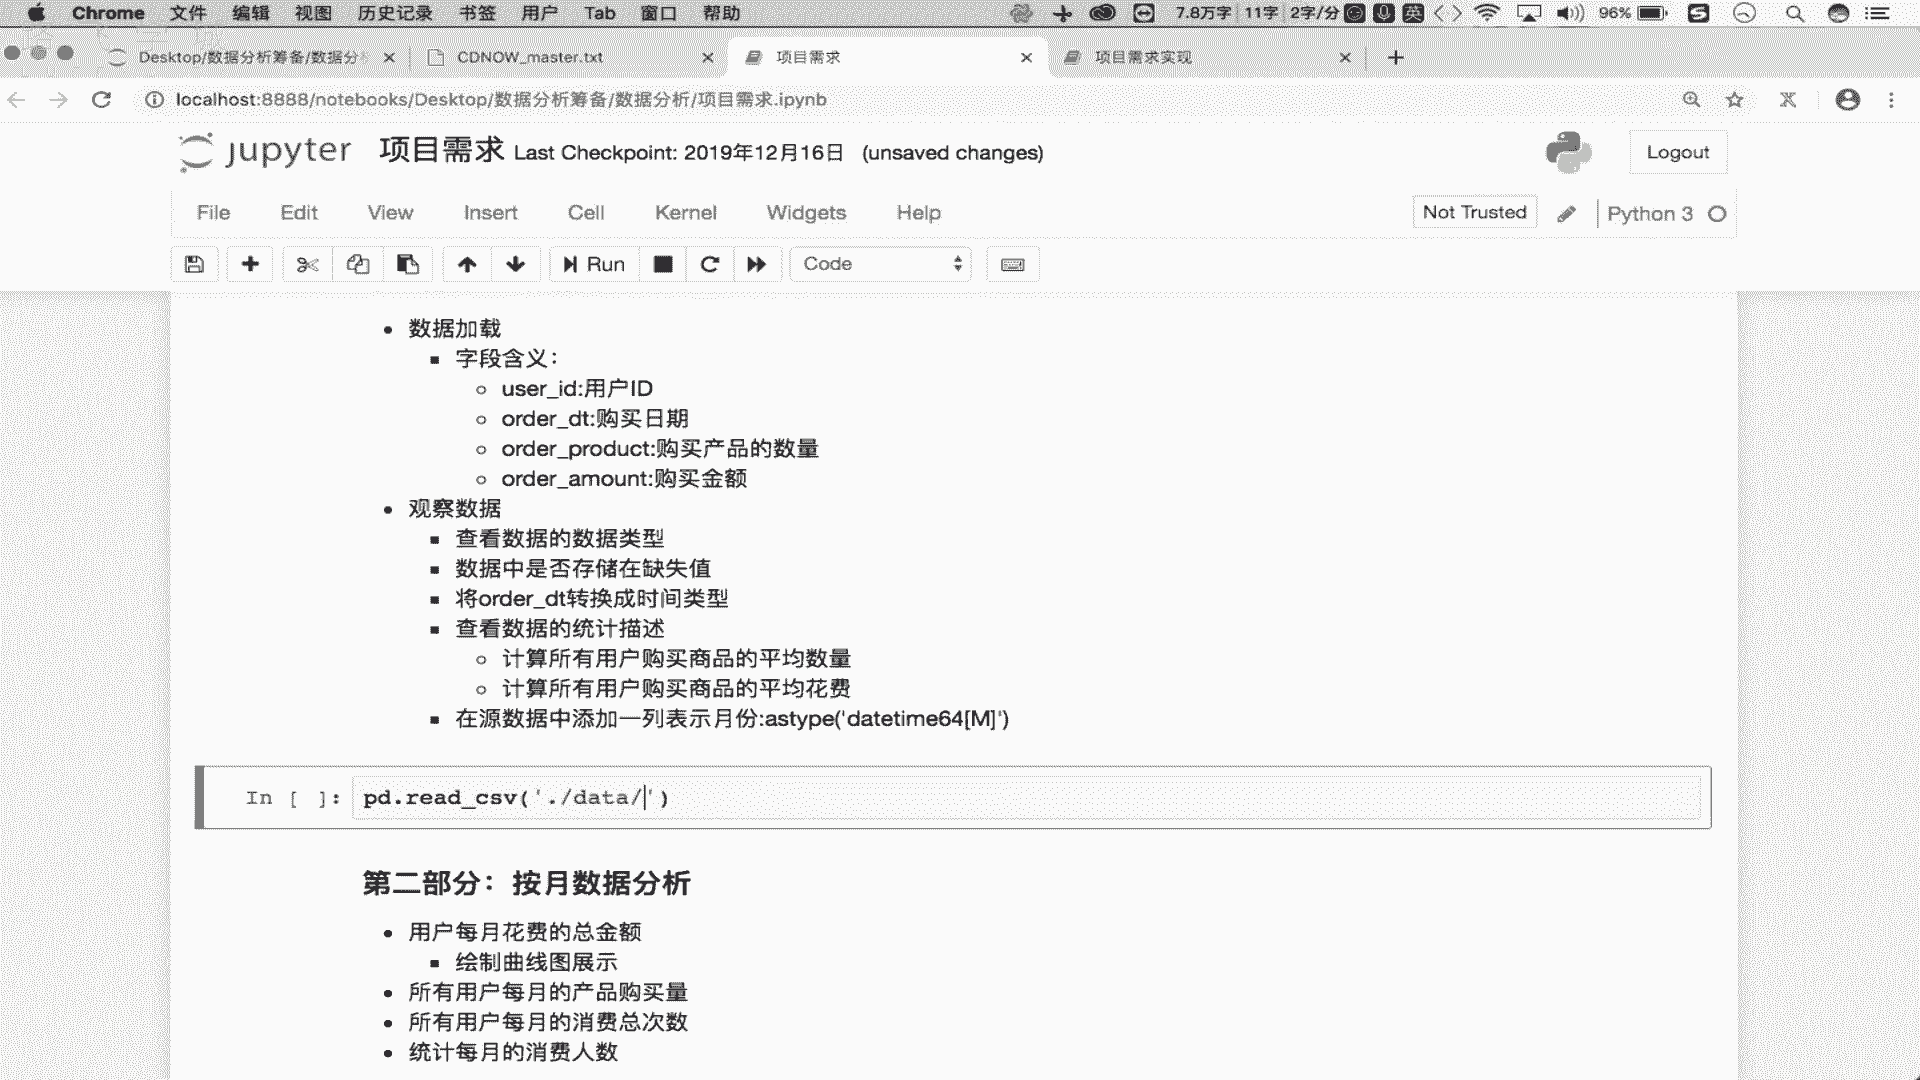 Chrome 文件 编辑 视图 历史记录 书签 用户 Tab 窗口 帮助 7.8万字 11字 2字/分 英 96%
Desktop/数据分析筹备/数据分 CDNOW_master.txt 项目需求 项目需求实现
localhost:8888/notebooks/Desktop/数据分析筹备/数据分析/项目需求.ipynb
jupyter 项目需求 Last Checkpoint: 2019年12月16日 (unsaved changes) Logout
File Edit View Insert Cell Kernel Widgets Help Not Trusted Python 3
Run Code
数据加载
字段含义：
user_id:用户ID
order_dt:购买日期
order_product:购买产品的数量
order_amount:购买金额
观察数据
查看数据的数据类型
数据中是否存储在缺失值
将order_dt转换成时间类型
查看数据的统计描述
计算所有用户购买商品的平均数量
计算所有用户购买商品的平均花费
在源数据中添加一列表示月份:astype('datetime64[M]')
In [ ]: pd.read_csv('./data/')
第二部分：按月数据分析
用户每月花费的总金额
绘制曲线图展示
所有用户每月的产品购买量
所有用户每月的消费总次数
统计每月的消费人数